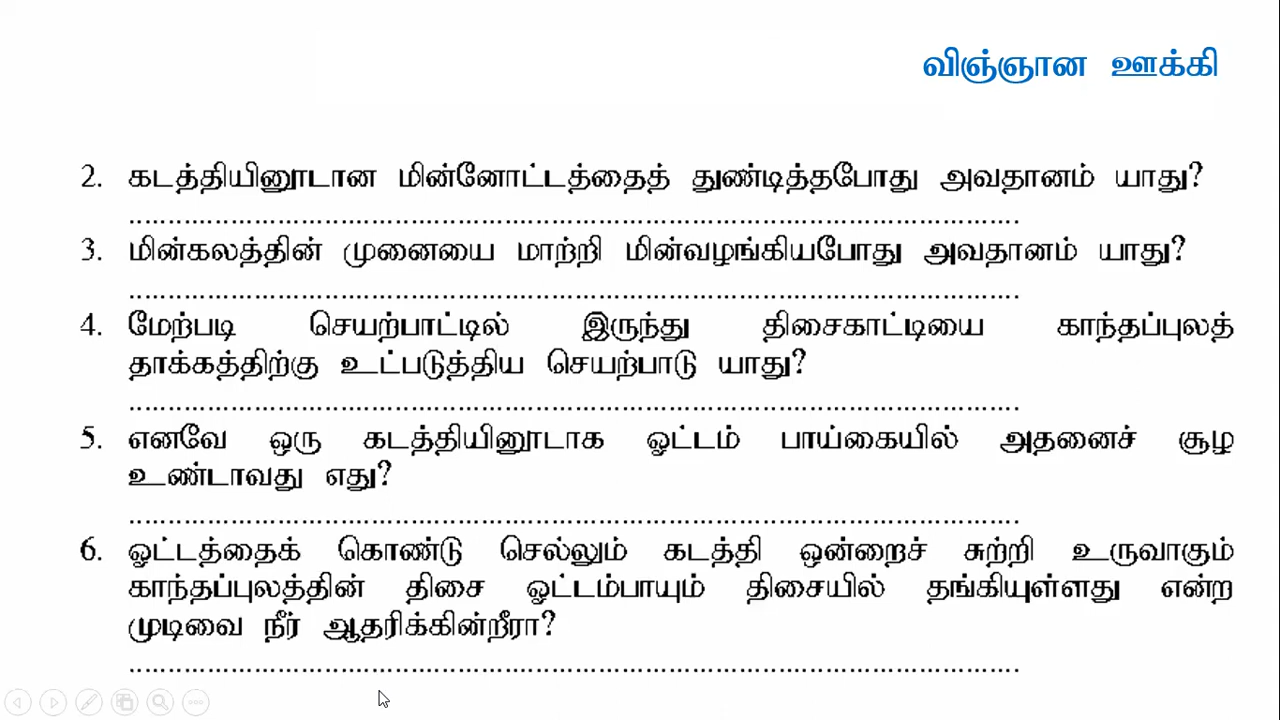 விஞ்ஞான ஊக்கி
2. கடத்தியினூடான மின்னோட்டத்தைத் துண்டித்தபோது அவதானம் யாது?
................................................................................................................
3. மின்கலத்தின் முனையை மாற்றி மின்வழங்கியபோது அவதானம் யாது?
................................................................................................................
4. மேற்படி செயற்பாட்டில் இருந்து திசைகாட்டியை காந்தப்புலத்
தாக்கத்திற்கு உட்படுத்திய செயற்பாடு யாது?
................................................................................................................
5. எனவே ஒரு கடத்தியினூடாக ஓட்டம் பாய்கையில் அதனைச் சூழ
உண்டாவது எது?
................................................................................................................
6. ஓட்டத்தைக் கொண்டு செல்லும் கடத்தி ஒன்றைச் சுற்றி உருவாகும்
காந்தப்புலத்தின் திசை ஓட்டம்பாயும் திசையில் தங்கியுள்ளது என்ற
முடிவை நீர் ஆதரிக்கின்றீரா?
................................................................................................................